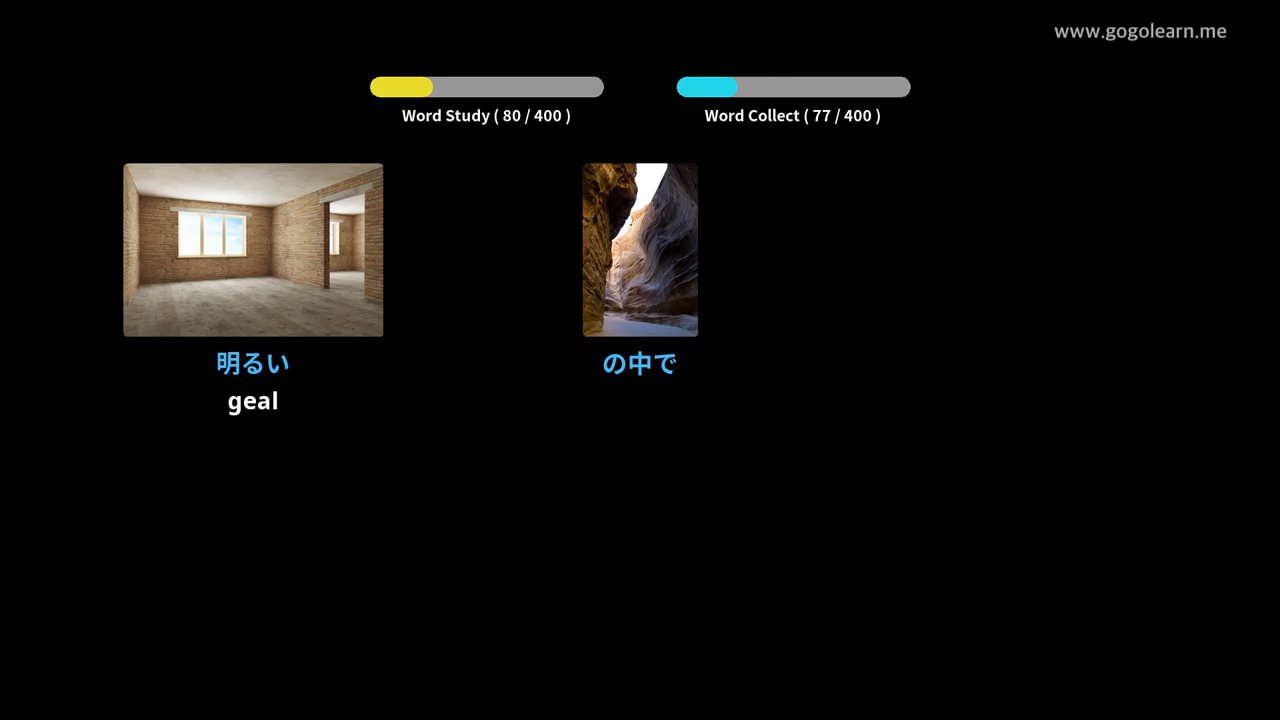 www.gogolearn.me
Word Study ( 80 / 400 )
Word Collect ( 77 / 400 )
明るい
の中で
geal